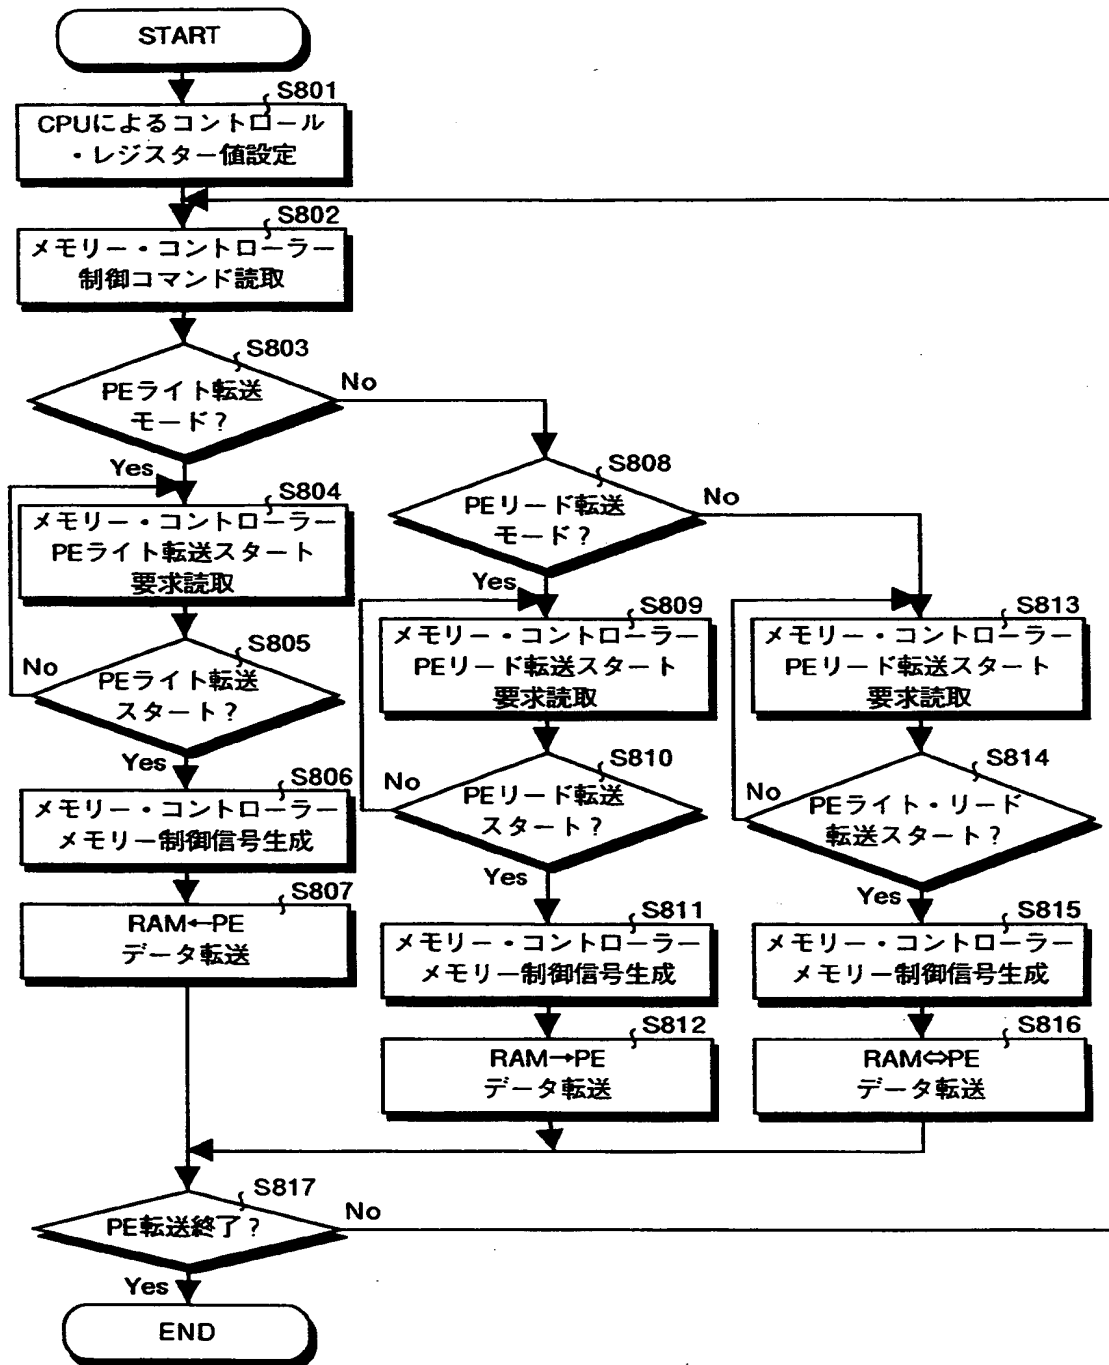 START
S801
CPUによるコントロール
・レジスター値設定
S802
メモリー・コントローラー
制御コマンド読取
S803
PEライト転送
モード?
No
Yes
S804
メモリー・コントローラー
PEライト転送スタート
要求読取
S805
PEライト転送
スタート?
No
Yes
S806
メモリー・コントローラー
メモリー制御信号生成
S807
RAM←PE
データ転送
S808
PEリード転送
モード?
No
Yes
S809
メモリー・コントローラー
PEリード転送スタート
要求読取
S810
PEリード転送
スタート?
No
Yes
S811
メモリー・コントローラー
メモリー制御信号生成
S812
RAM→PE
データ転送
S813
メモリー・コントローラー
PEリード転送スタート
要求読取
S814
PEライト・リード
転送スタート?
No
Yes
S815
メモリー・コントローラー
メモリー制御信号生成
S816
RAM⇔PE
データ転送
S817
PE転送終了?
No
Yes
END